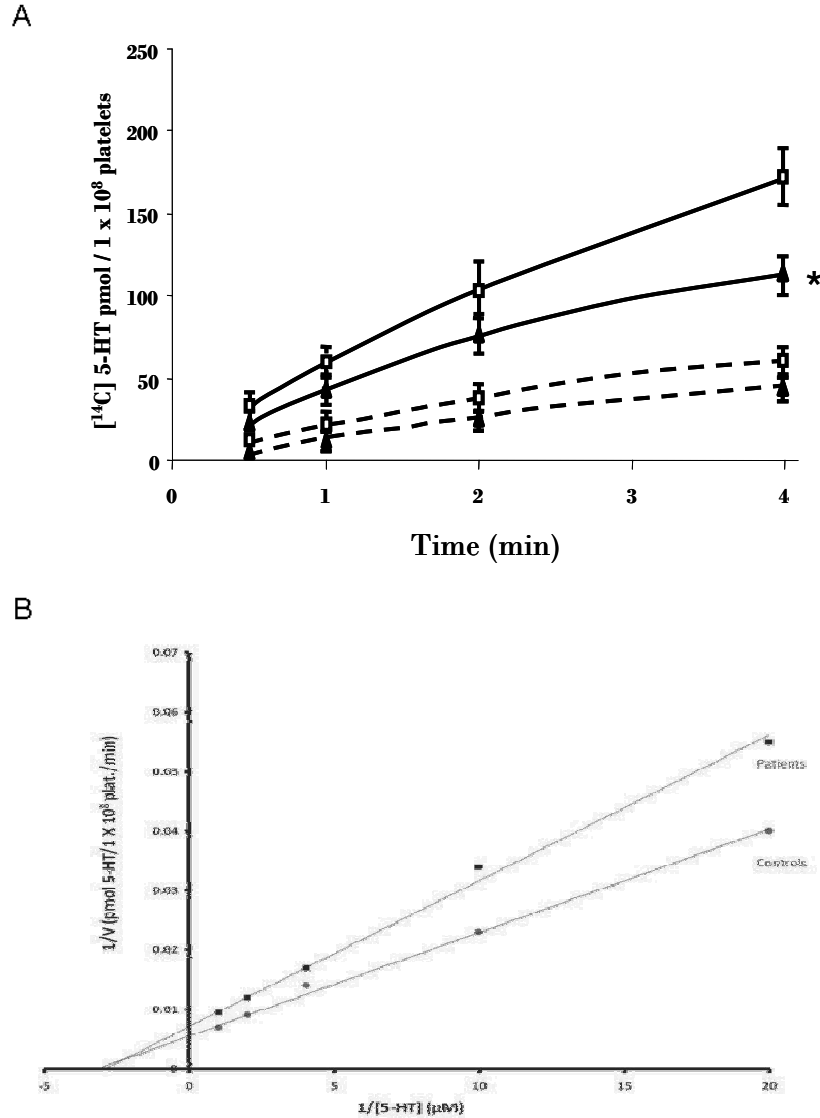 A
250
200
150
100
50
0
[¹⁴C] 5-HT pmol / 1 x 10⁸ platelets
*
0 1 2 3 4
Time (min)
B
0.07
0.06
0.05
0.04
0.03
0.02
0.01
0
1/V (pmol 5-HT/1 X 10⁸ plat./min)
Patients
Controls
-5 0 5 10 15 20
1/[5-HT] (μM)